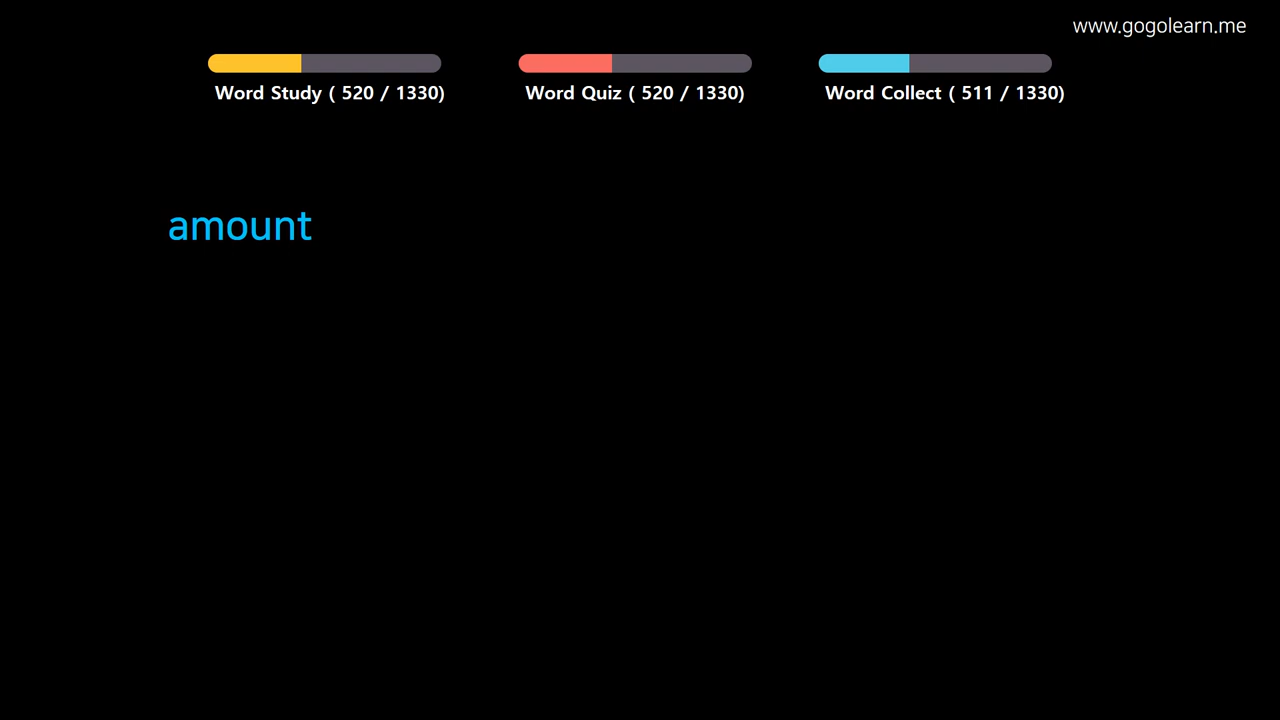 www.gogolearn.me
Word Study ( 520 / 1330)
Word Quiz ( 520 / 1330)
Word Collect ( 511 / 1330)
amount